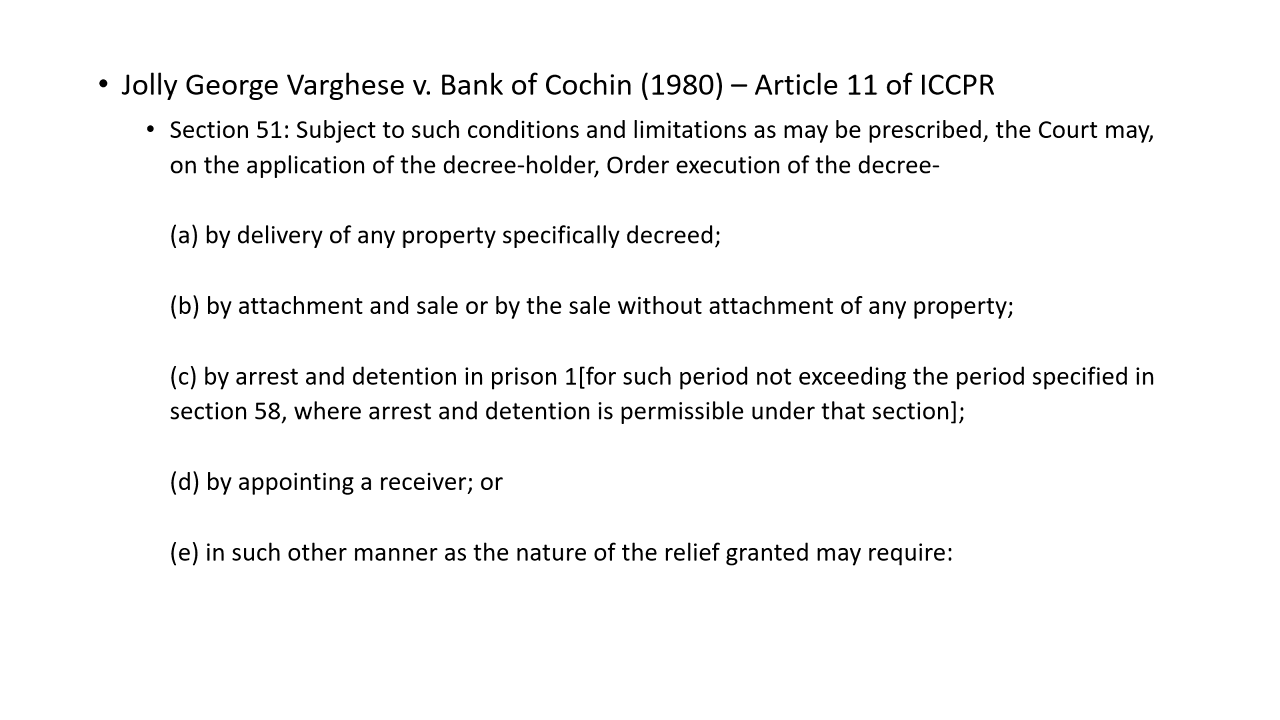 • Jolly George Varghese v. Bank of Cochin (1980) – Article 11 of ICCPR
• Section 51: Subject to such conditions and limitations as may be prescribed, the Court may,
on the application of the decree-holder, Order execution of the decree-
(a) by delivery of any property specifically decreed;
(b) by attachment and sale or by the sale without attachment of any property;
(c) by arrest and detention in prison 1[for such period not exceeding the period specified in
section 58, where arrest and detention is permissible under that section];
(d) by appointing a receiver; or
(e) in such other manner as the nature of the relief granted may require: